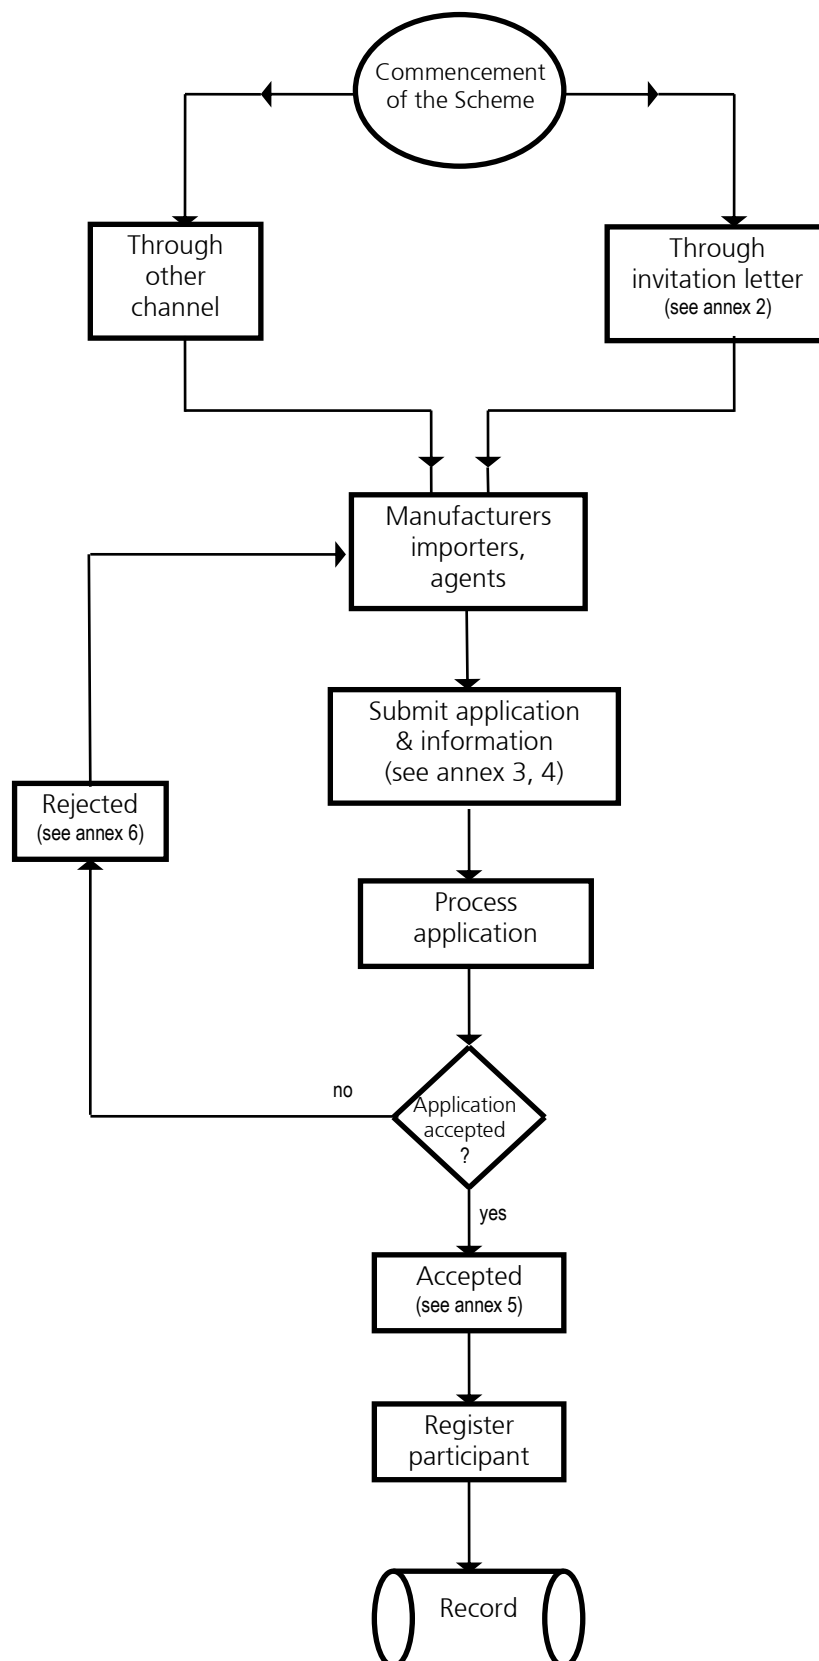 Commencement
of the Scheme
Through
other
channel
Through
invitation letter
(see annex 2)
Manufacturers
importers,
agents
Submit application
& information
(see annex 3, 4)
Rejected
(see annex 6)
Process
application
no
Application
accepted
?
yes
Accepted
(see annex 5)
Register
participant
Record